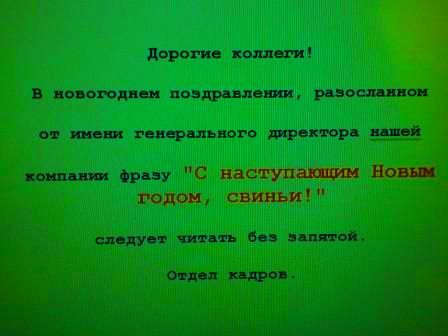 Дорогие коллеги!
В новогоднем поздравлении, разосланном
от имени генерального директора нашей
компании фразу "С наступающим Новым
годом, свиньи!"
следует читать без запятой.
Отдел кадров.